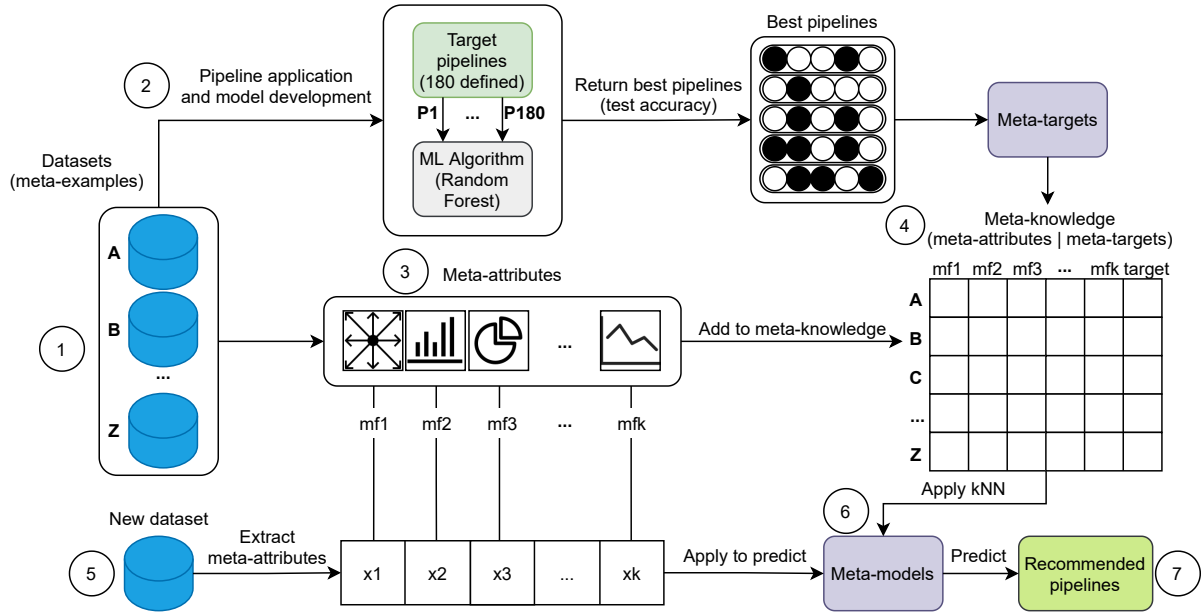 Best pipelines
2
Pipeline application
and model development
Target
pipelines
(180 defined)
P1
...
P180
ML Algorithm
(Random
Forest)
Return best pipelines
(test accuracy)
Meta-targets
Datasets
(meta-examples)
A
B
...
Z
1
3
Meta-attributes
...
mf1
mf2
mf3
...
mfk
Add to meta-knowledge
4
Meta-knowledge
(meta-attributes | meta-targets)
mf1 mf2 mf3 ... mfk target
A
B
C
...
Z
Apply kNN
New dataset
5
Extract
meta-attributes
x1
x2
x3
...
xk
Apply to predict
6
Meta-models
Predict
Recommended
pipelines
7